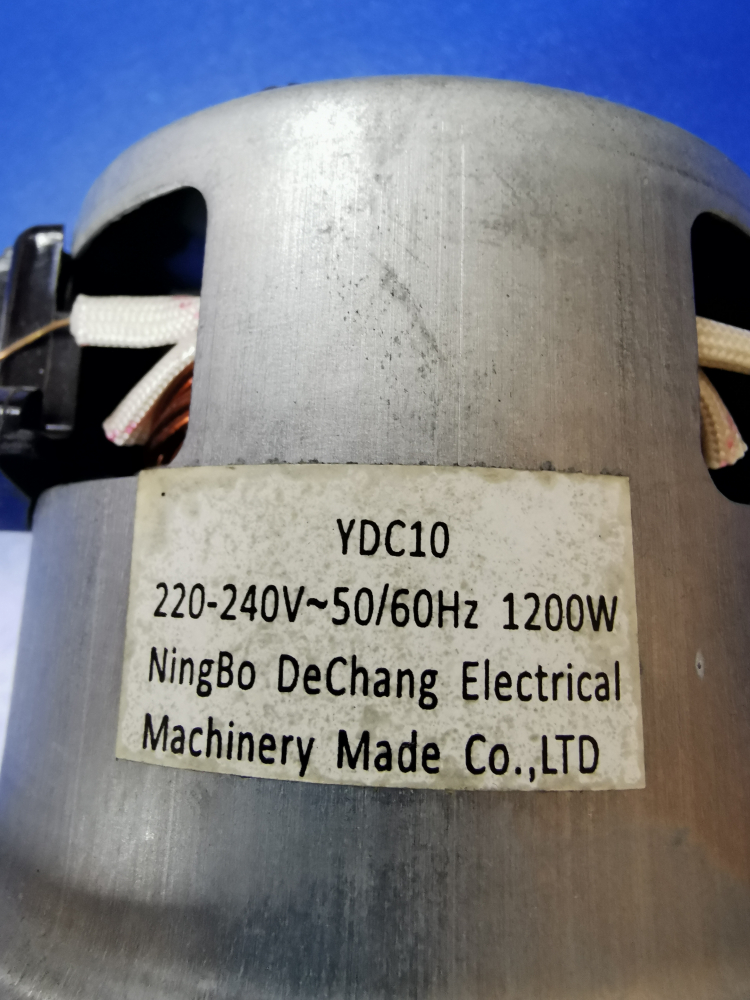 YDC10
220-240V~50/60Hz 1200W
NingBo DeChang Electrical
Machinery Made Co.,LTD